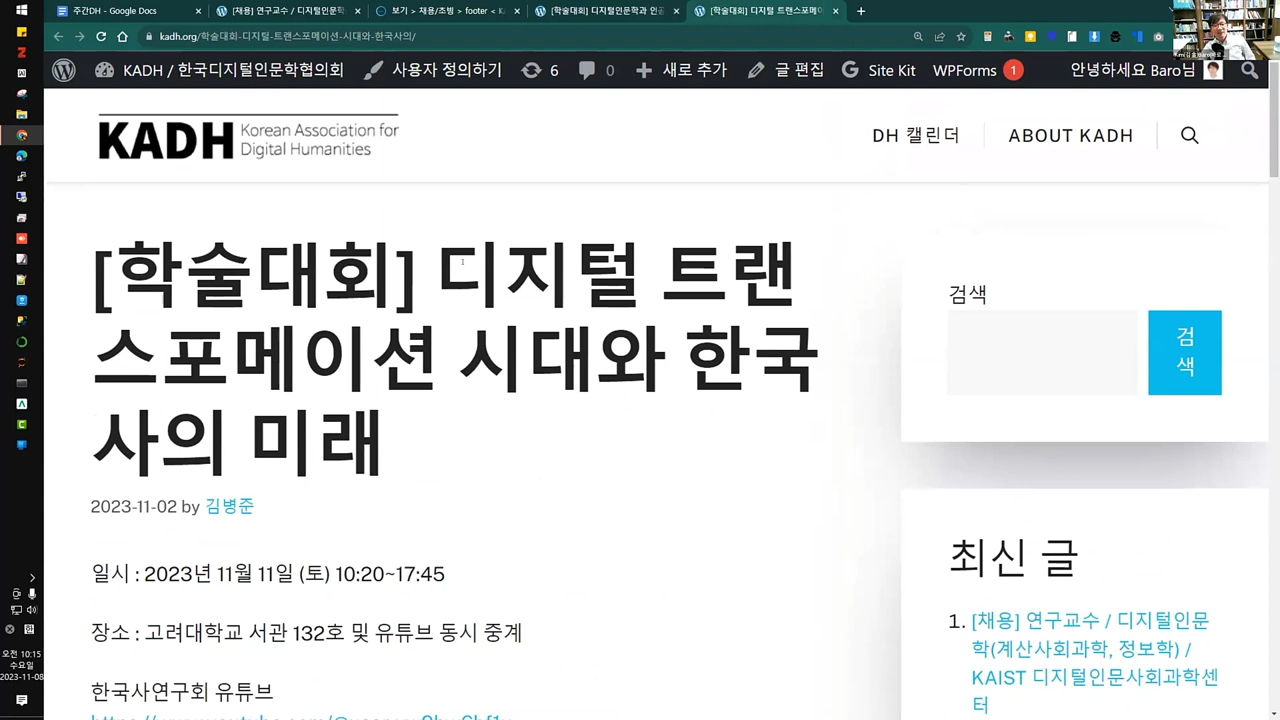 주간DH - Google Docs
[채용] 연구교수 / 디지털인문학
보기 > 채용/초빙 > footer < K
[학술대회] 디지털인문학과 인공
[학술대회] 디지털 트랜스포메이
kadh.org/학술대회-디지털-트랜스포메이션-시대와-한국사의/
KADH / 한국디지털인문학협의회
사용자 정의하기
6
0
새로 추가
글 편집
Site Kit
WPForms 1
안녕하세요 Baro님
KADH Korean Association for
Digital Humanities
DH 캘린더
ABOUT KADH
[학술대회] 디지털 트랜
스포메이션 시대와 한국
사의 미래
2023-11-02 by 김병준
일시 : 2023년 11월 11일 (토) 10:20~17:45
장소 : 고려대학교 서관 132호 및 유튜브 동시 중계
한국사연구회 유튜브
검색
검
색
최신 글
1. [채용] 연구교수 / 디지털인문
학(계산사회과학, 정보학) /
KAIST 디지털인문사회과학센
터
오전 10:15
수요일
2023-11-08